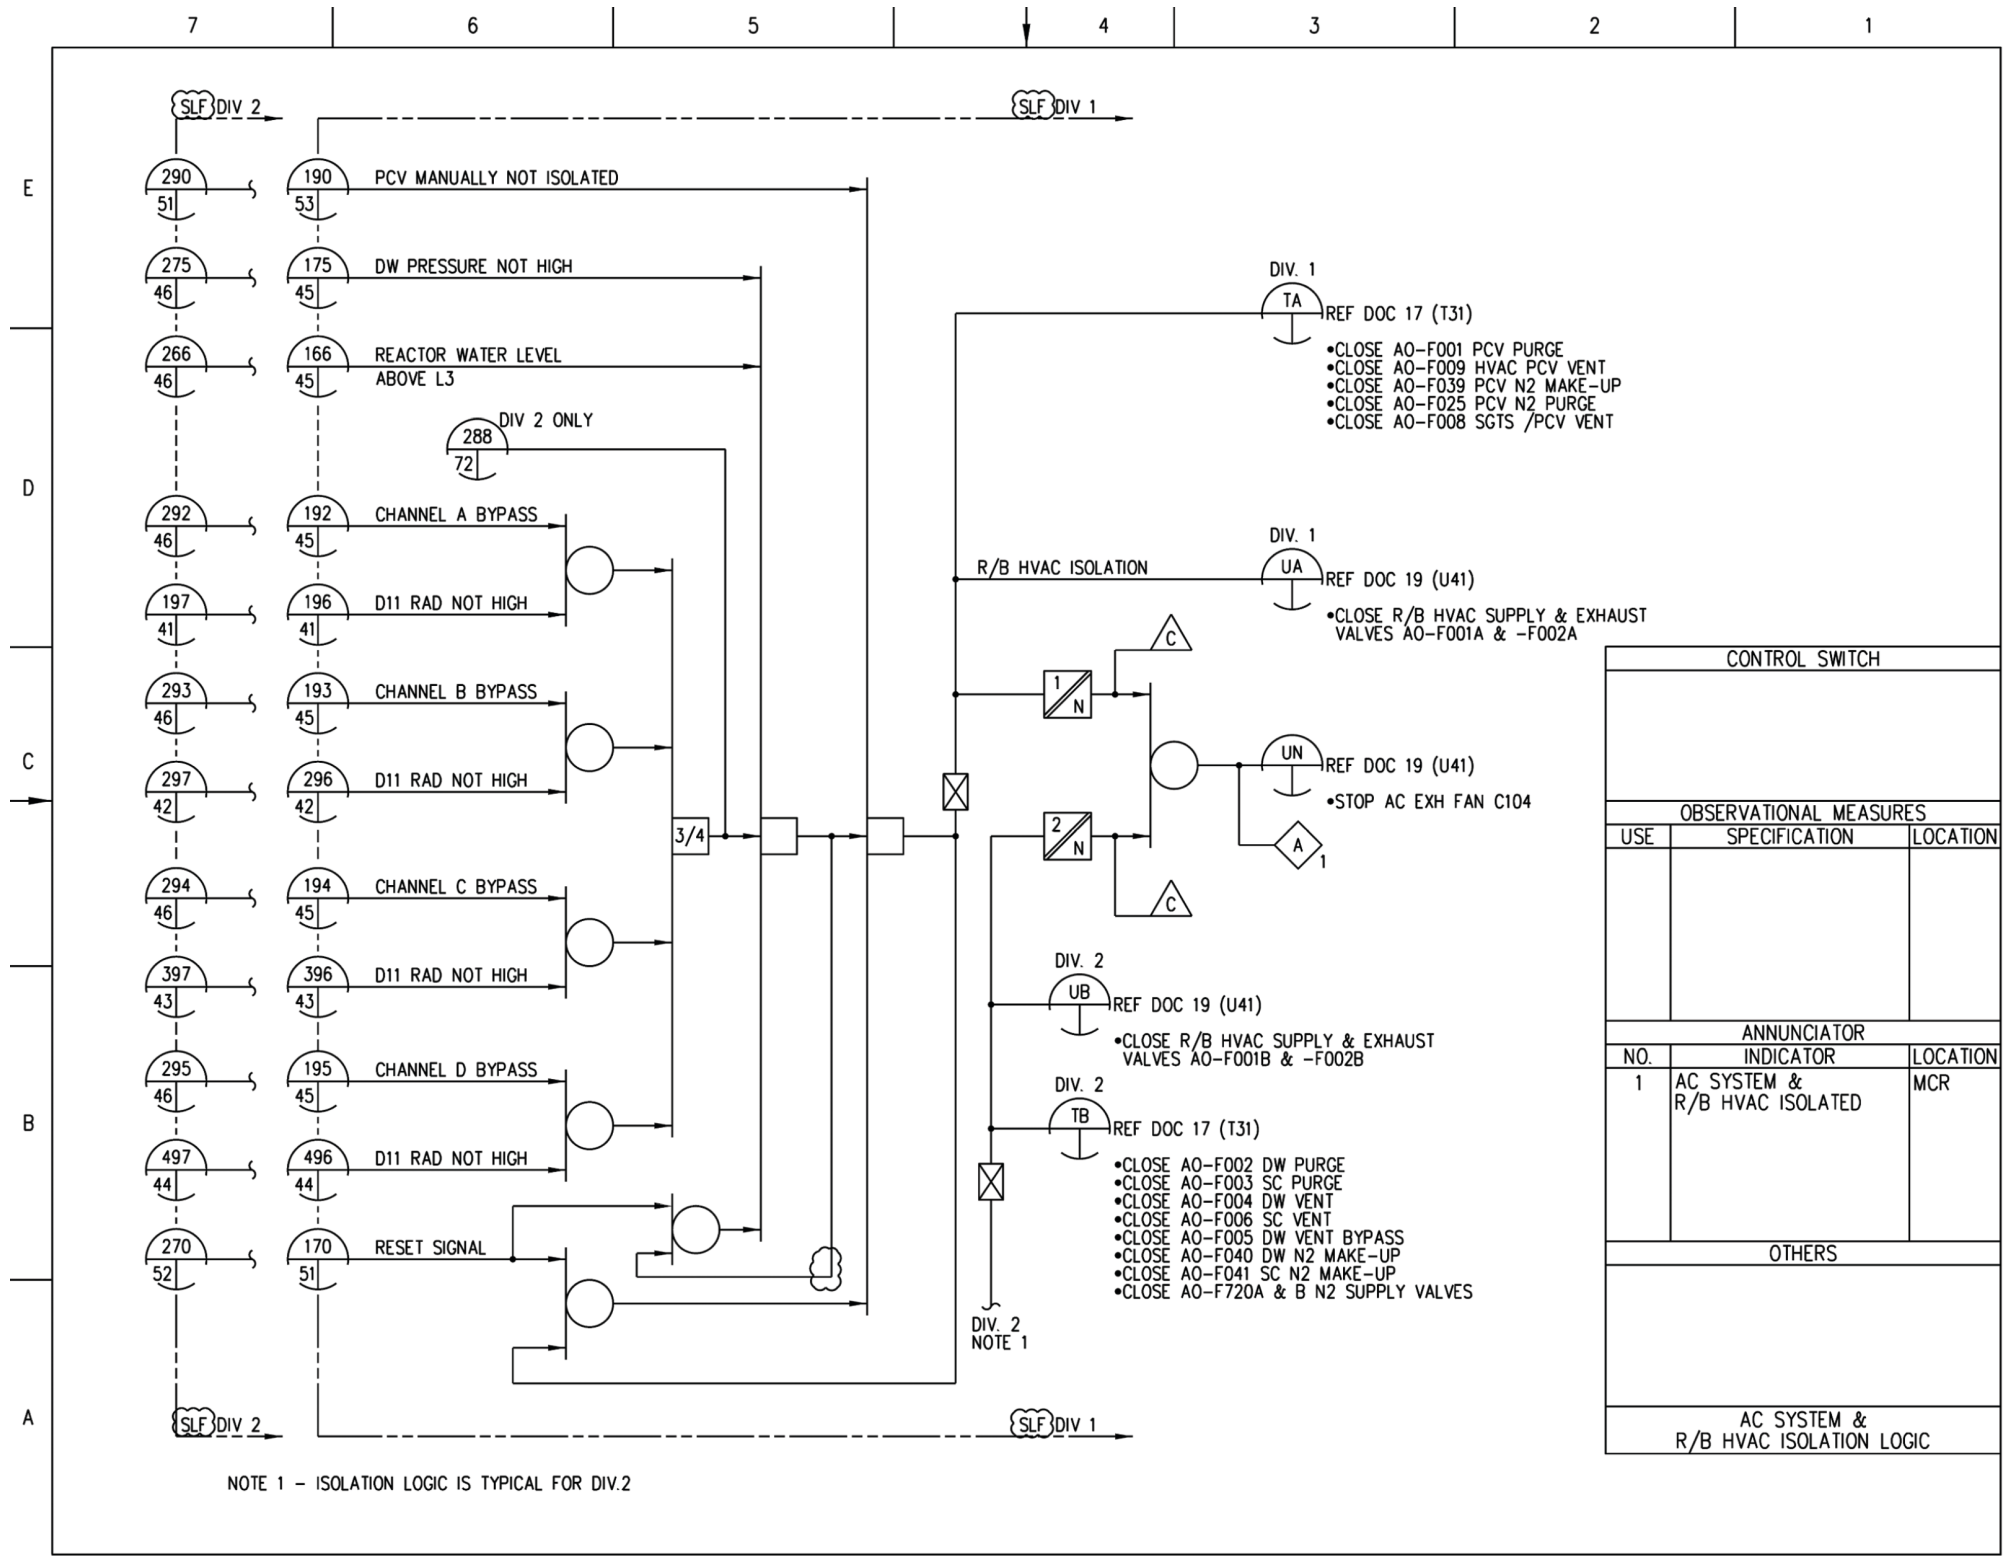 7 6 5 4 3 2 1
SLF DIV 2
SLF DIV 1
E
290
51
190
53
PCV MANUALLY NOT ISOLATED
275
46
175
45
DW PRESSURE NOT HIGH
266
46
166
45
REACTOR WATER LEVEL
ABOVE L3
DIV 2 ONLY
288
72
D
292
46
192
45
CHANNEL A BYPASS
197
41
196
41
D11 RAD NOT HIGH
293
46
193
45
CHANNEL B BYPASS
C
297
42
296
42
D11 RAD NOT HIGH
3/4
294
46
194
45
CHANNEL C BYPASS
397
43
396
43
D11 RAD NOT HIGH
295
46
195
45
CHANNEL D BYPASS
B
497
44
496
44
D11 RAD NOT HIGH
270
52
170
51
RESET SIGNAL
A
SLF DIV 2
SLF DIV 1
NOTE 1 - ISOLATION LOGIC IS TYPICAL FOR DIV.2
DIV. 1
TA
REF DOC 17 (T31)
•CLOSE AO-F001 PCV PURGE
•CLOSE AO-F009 HVAC PCV VENT
•CLOSE AO-F039 PCV N2 MAKE-UP
•CLOSE AO-F025 PCV N2 PURGE
•CLOSE AO-F008 SGTS /PCV VENT
R/B HVAC ISOLATION
DIV. 1
UA
REF DOC 19 (U41)
•CLOSE R/B HVAC SUPPLY & EXHAUST
VALVES AO-F001A & -F002A
C
1
N
UN
REF DOC 19 (U41)
•STOP AC EXH FAN C104
2
N
A
1
C
DIV. 2
UB
REF DOC 19 (U41)
•CLOSE R/B HVAC SUPPLY & EXHAUST
VALVES AO-F001B & -F002B
DIV. 2
TB
REF DOC 17 (T31)
•CLOSE AO-F002 DW PURGE
•CLOSE AO-F003 SC PURGE
•CLOSE AO-F004 DW VENT
•CLOSE AO-F006 SC VENT
•CLOSE AO-F005 DW VENT BYPASS
•CLOSE AO-F040 DW N2 MAKE-UP
•CLOSE AO-F041 SC N2 MAKE-UP
•CLOSE AO-F720A & B N2 SUPPLY VALVES
DIV. 2
NOTE 1
CONTROL SWITCH
OBSERVATIONAL MEASURES
USE SPECIFICATION LOCATION
ANNUNCIATOR
NO. INDICATOR LOCATION
1 AC SYSTEM & MCR
R/B HVAC ISOLATED
OTHERS
AC SYSTEM &
R/B HVAC ISOLATION LOGIC